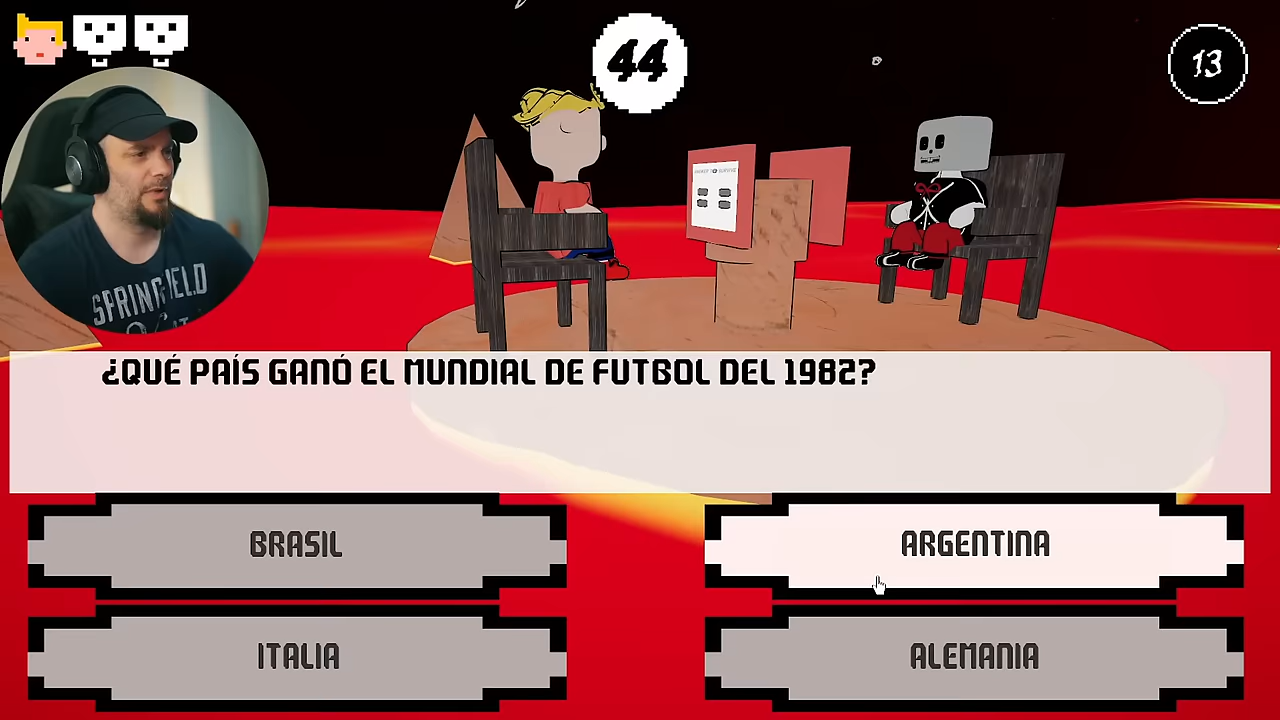 44
13
SPRINGFIELD
¿QUÉ PAÍS GANÓ EL MUNDIAL DE FUTBOL DEL 1982?
BRASIL
ARGENTINA
ITALIA
ALEMANIA